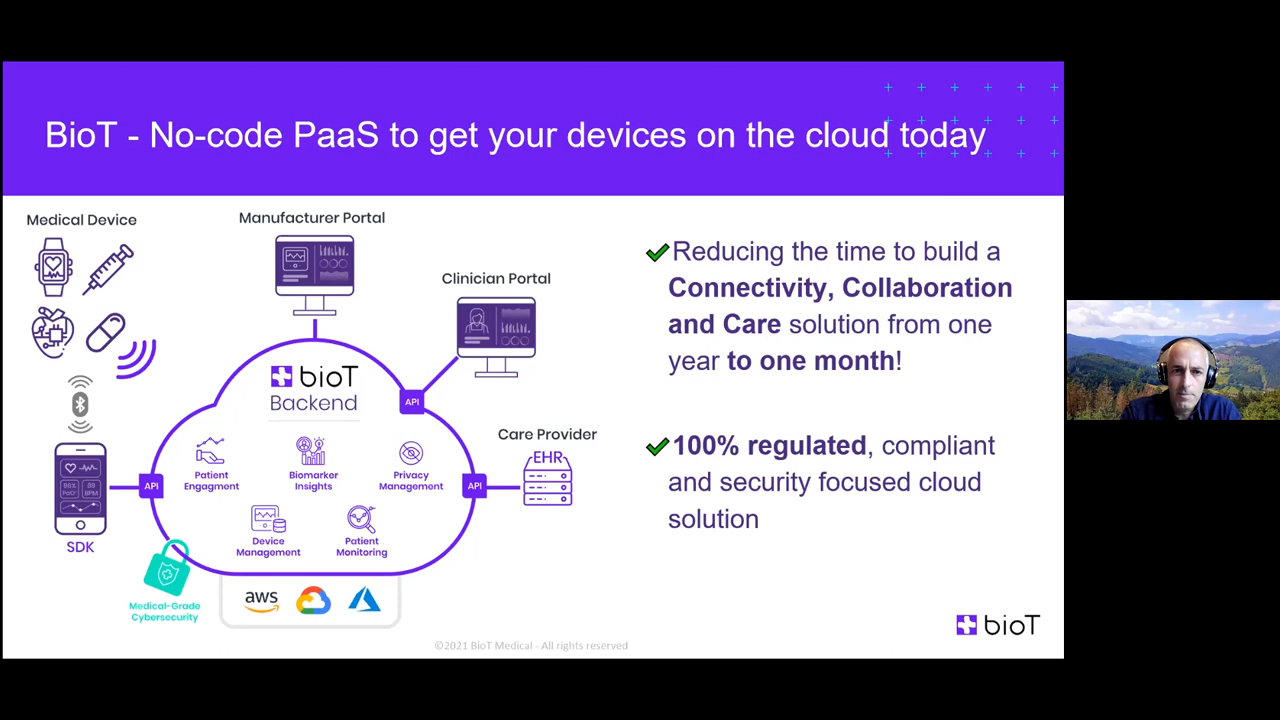 BioT - No-code PaaS to get your devices on the cloud today
Medical Device
Manufacturer Portal
Clinician Portal
bioT
Backend
API
Care Provider
EHR
Patient
Engagment
Biomarker
Insights
Privacy
Management
API
API
Device
Management
Patient
Monitoring
SDK
Medical-Grade
Cybersecurity
aws
Reducing the time to build a
Connectivity, Collaboration
and Care solution from one
year to one month!
100% regulated, compliant
and security focused cloud
solution
bioT
©2021 BioT Medical - All rights reserved